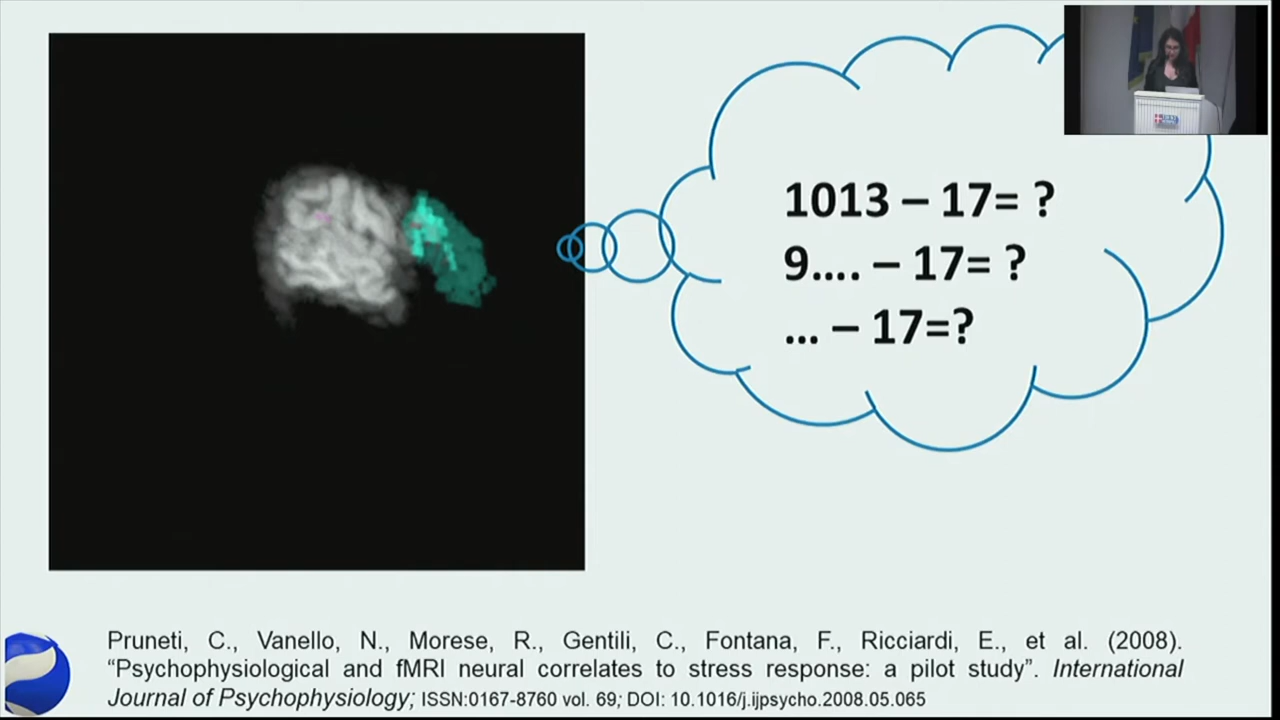 1013 – 17= ?
9.... – 17= ?
... – 17=?
Pruneti, C., Vanello, N., Morese, R., Gentili, C., Fontana, F., Ricciardi, E., et al. (2008).
“Psychophysiological and fMRI neural correlates to stress response: a pilot study”. International
Journal of Psychophysiology; ISSN:0167-8760 vol. 69; DOI: 10.1016/j.ijpsycho.2008.05.065